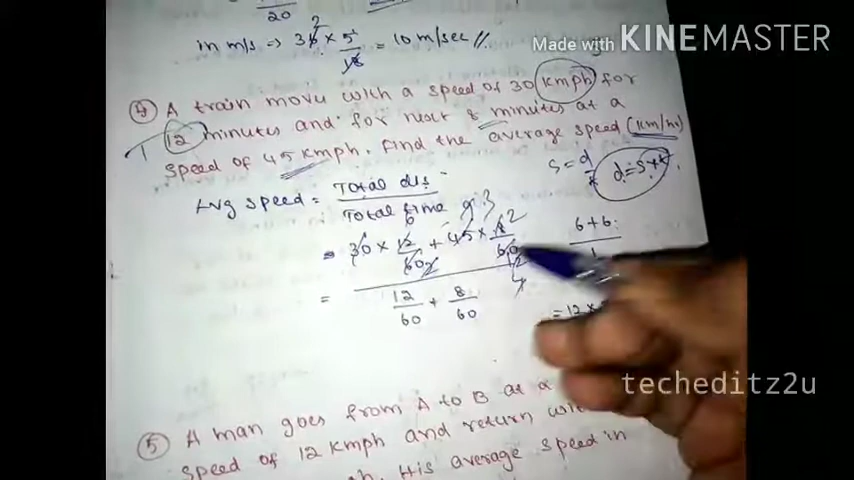 20
in m/s => 36 × 5/18 = 10 m/sec //.
Made with KINEMASTER
4) A train movu with a speed of 30 kmph for
12 minutes and for next 8 minutes at a
speed of 45 kmph. Find the average speed (km/hr)
S = d/t d = S×t
Avg speed = Total dis / Total time
= 30 × 12/60 + 45 × 8/60
= 12/60 + 8/60
6+6
1
= 12 ×
techeditz2u
5) A man goes from A to B at a
speed of 12 kmph and return with
His average speed in